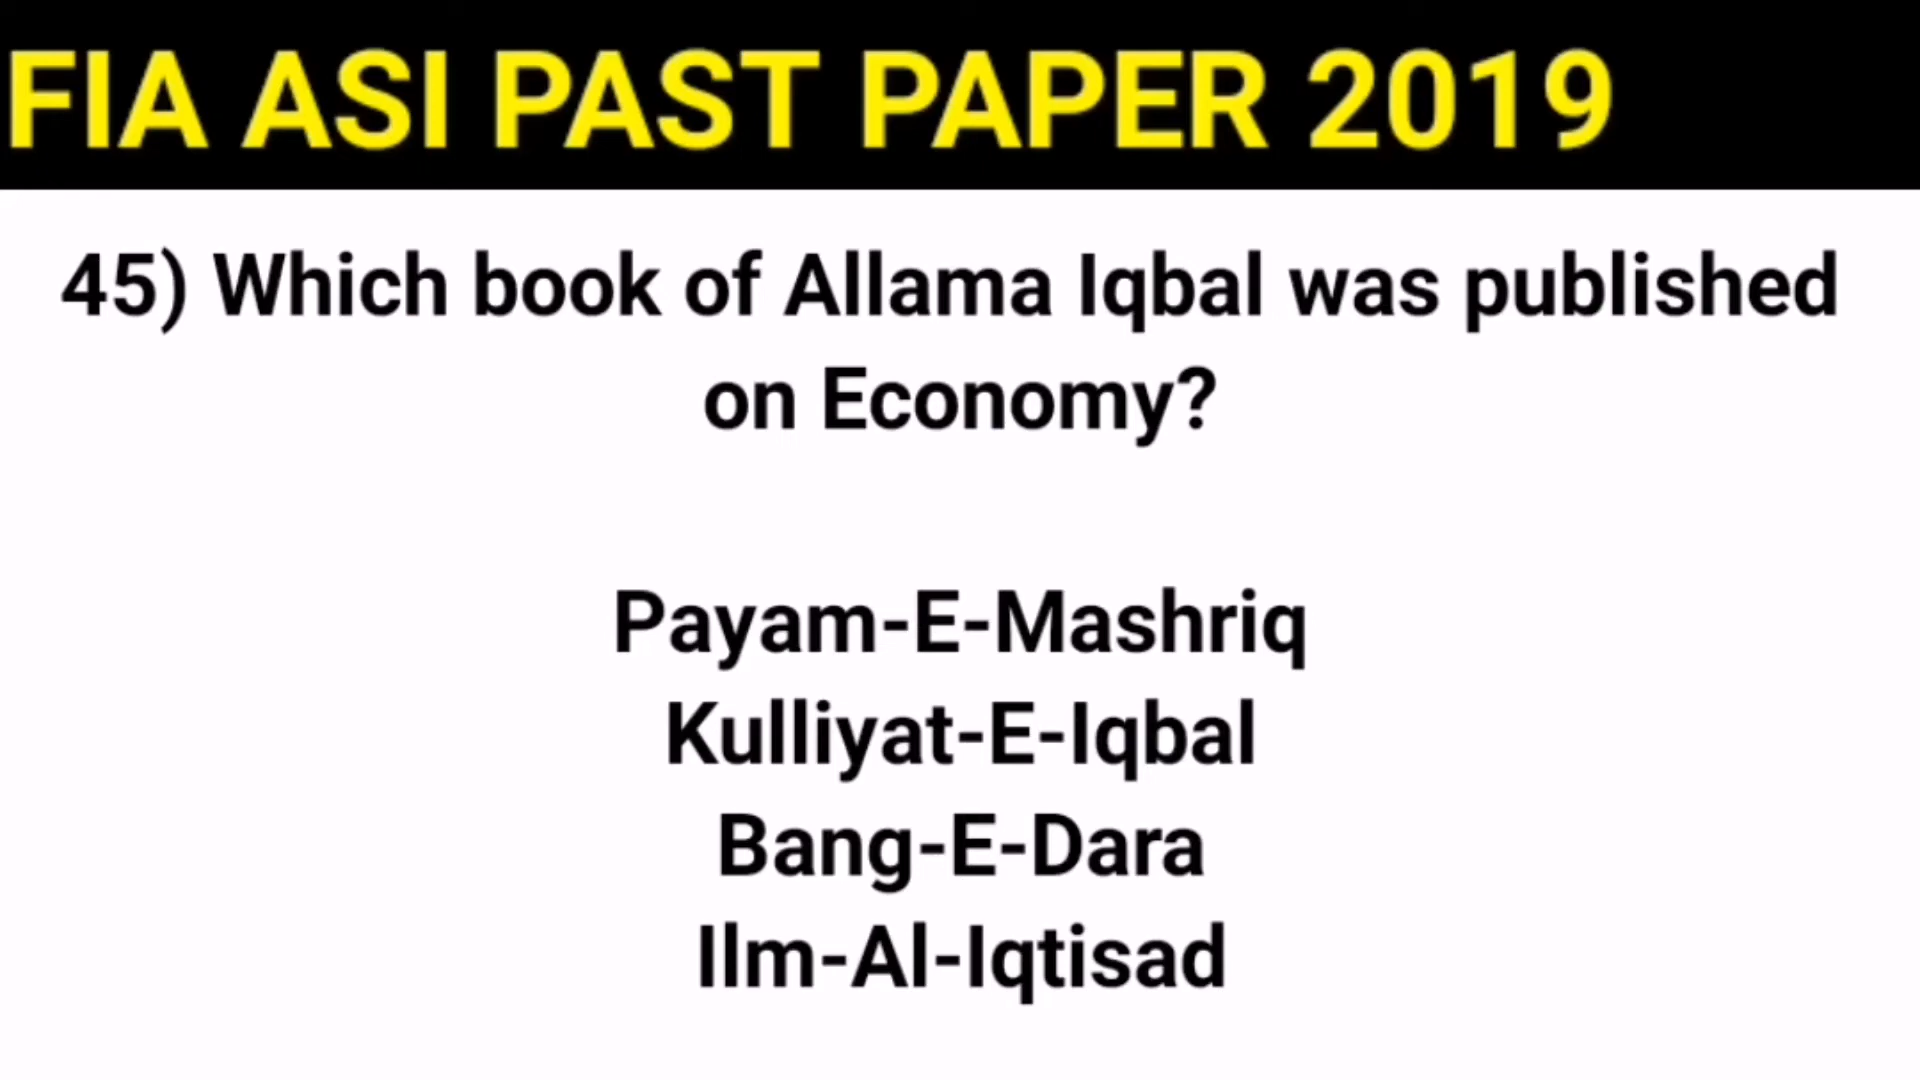 FIA ASI PAST PAPER 2019
45) Which book of Allama Iqbal was published
on Economy?
Payam-E-Mashriq
Kulliyat-E-Iqbal
Bang-E-Dara
Ilm-Al-Iqtisad